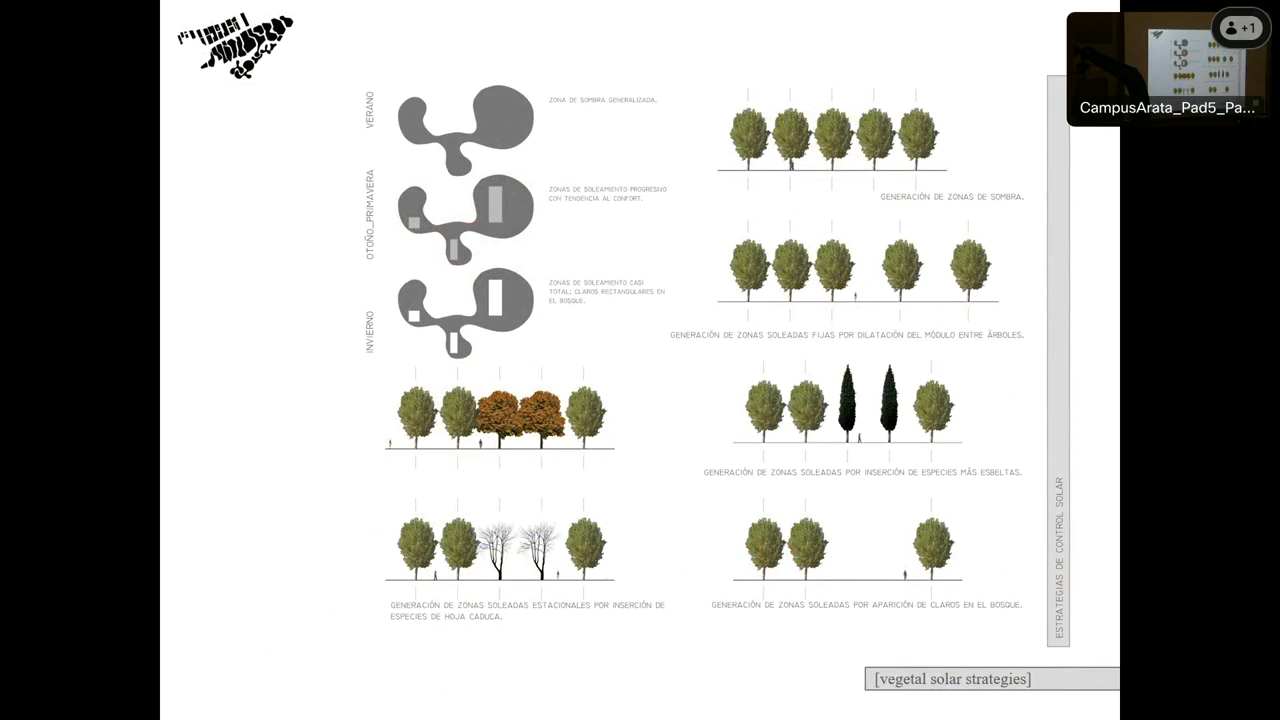 VERANO
ZONA DE SOMBRA GENERALIZADA.
OTOÑO_PRIMAVERA
ZONAS DE SOLEAMIENTO PROGRESIVO
CON TENDENCIA AL CONFORT.
INVIERNO
ZONAS DE SOLEAMIENTO CASI
TOTAL; CLAROS RECTANGULARES EN
EL BOSQUE.
GENERACIÓN DE ZONAS SOLEADAS ESTACIONALES POR INSERCIÓN DE
ESPECIES DE HOJA CADUCA.
GENERACIÓN DE ZONAS DE SOMBRA.
GENERACIÓN DE ZONAS SOLEADAS FIJAS POR DILATACIÓN DEL MÓDULO ENTRE ÁRBOLES.
GENERACIÓN DE ZONAS SOLEADAS POR INSERCIÓN DE ESPECIES MÁS ESBELTAS.
GENERACIÓN DE ZONAS SOLEADAS POR APARICIÓN DE CLAROS EN EL BOSQUE.
ESTRATEGIAS DE CONTROL SOLAR
[vegetal solar strategies]
+1
CampusArata_Pad5_Pa...